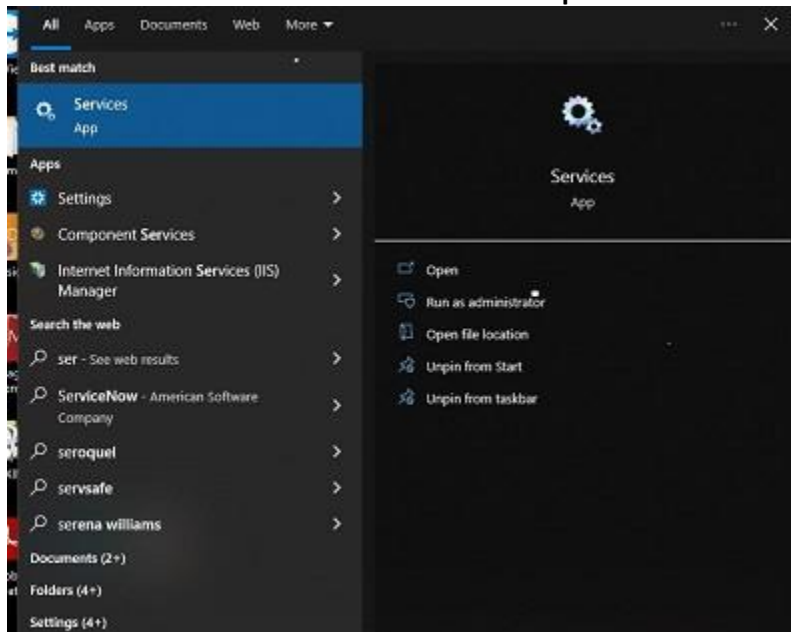 All Apps Documents Web More
Best match
Services
App
Apps
Settings
Component Services
Internet Information Services (IIS)
Manager
Search the web
ser - See web results
ServiceNow - American Software
Company
seroquel
servsafe
serena williams
Documents (2+)
Folders (4+)
Settings (4+)
Services
App
Open
Run as administrator
Open file location
Unpin from Start
Unpin from taskbar